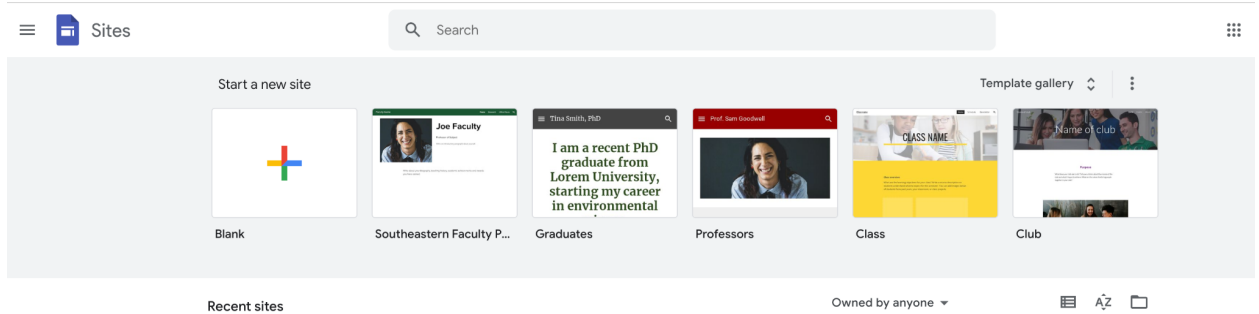 Sites
Search
Start a new site
Template gallery
Joe Faculty
Tina Smith, PhD
I am a recent PhD
graduate from
Lorem University,
starting my career
in environmental
Prof. Sam Goodwell
CLASS NAME
Name of club
Blank
Southeastern Faculty P...
Graduates
Professors
Class
Club
Recent sites
Owned by anyone
AZ